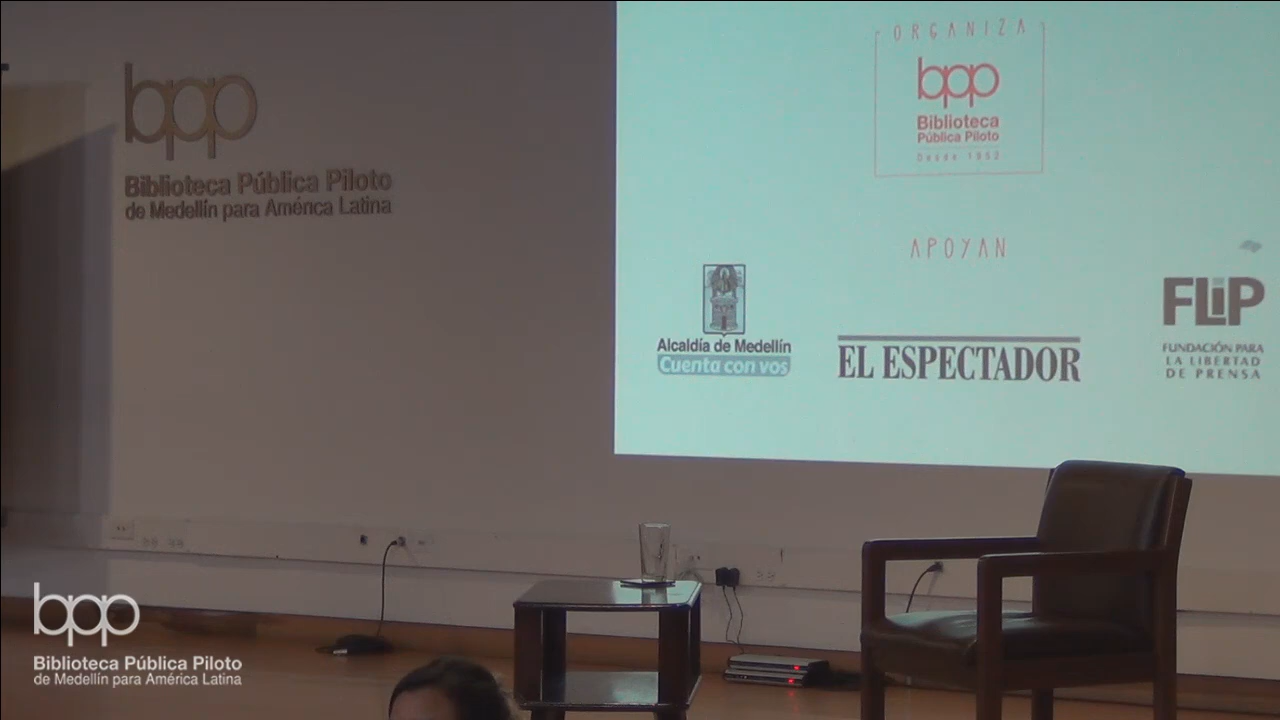 bpp
Biblioteca Pública Piloto
de Medellín para América Latina
ORGANIZA
bpp
Biblioteca
Pública Piloto
Desde 1952
APOYAN
Alcaldía de Medellín
Cuenta con vos
EL ESPECTADOR
FLiP
FUNDACIÓN PARA
LA LIBERTAD
DE PRENSA
bpp
Biblioteca Pública Piloto
de Medellín para América Latina